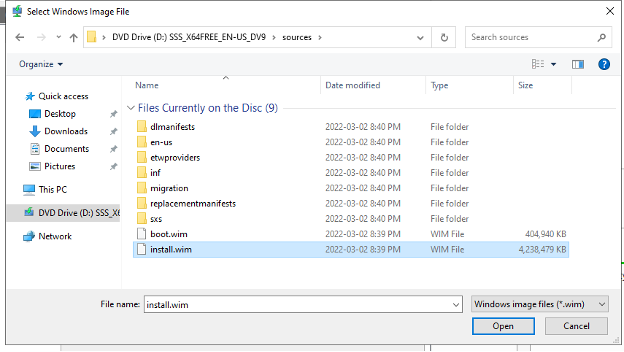 Select Windows Image File
DVD Drive (D:) SSS_X64FREE_EN-US_DV9 > sources >
Search sources
Organize
Name Date modified Type Size
Quick access
Desktop
Downloads
Documents
Pictures
This PC
DVD Drive (D:) SSS_X64
Network
Files Currently on the Disc (9)
dlmanifests 2022-03-02 8:40 PM File folder
en-us 2022-03-02 8:40 PM File folder
etwproviders 2022-03-02 8:40 PM File folder
inf 2022-03-02 8:40 PM File folder
migration 2022-03-02 8:40 PM File folder
replacementmanifests 2022-03-02 8:40 PM File folder
sxs 2022-03-02 8:40 PM File folder
boot.wim 2022-03-02 8:39 PM WIM File 404,940 KB
install.wim 2022-03-02 8:39 PM WIM File 4,238,479 KB
File name: install.wim Windows image files (*.wim)
Open Cancel